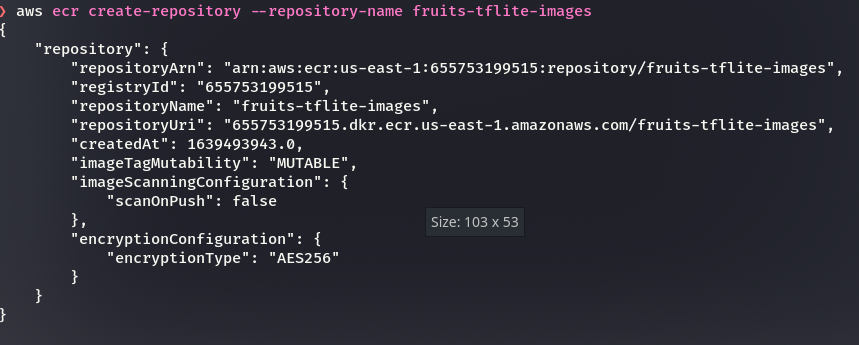 ❯ aws ecr create-repository --repository-name fruits-tflite-images
{
    "repository": {
        "repositoryArn": "arn:aws:ecr:us-east-1:655753199515:repository/fruits-tflite-images",
        "registryId": "655753199515",
        "repositoryName": "fruits-tflite-images",
        "repositoryUri": "655753199515.dkr.ecr.us-east-1.amazonaws.com/fruits-tflite-images",
        "createdAt": 1639493943.0,
        "imageTagMutability": "MUTABLE",
        "imageScanningConfiguration": {
            "scanOnPush": false
        },
Size: 103 x 53
        "encryptionConfiguration": {
            "encryptionType": "AES256"
        }
    }
}